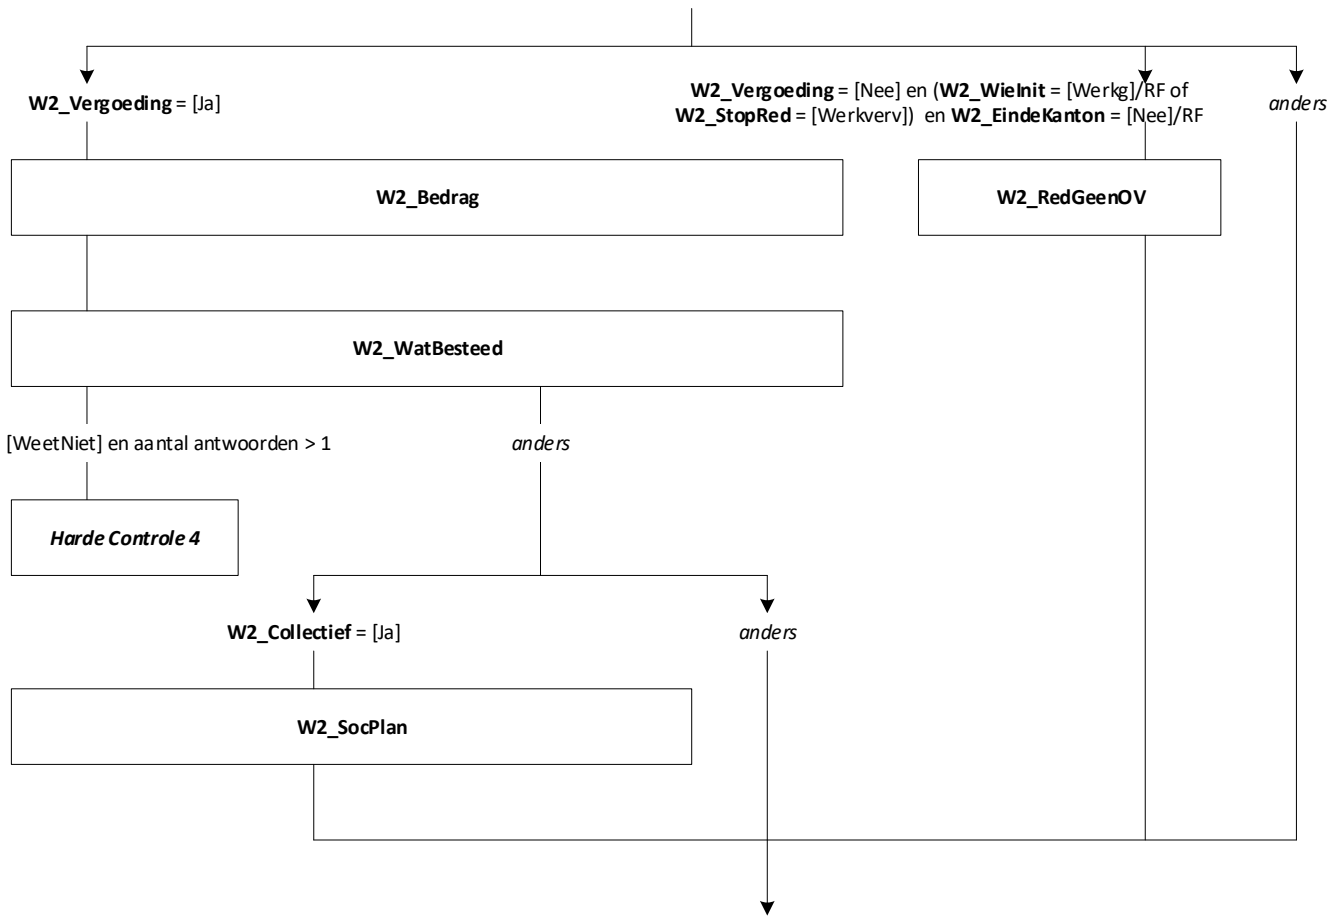 W2_Vergoeding = [Ja]
W2_Vergoeding = [Nee] en (W2_WieInit = [Werkg]/RF of
W2_StopRed = [Werkverv]) en W2_EindeKanton = [Nee]/RF
anders
W2_Bedrag
W2_RedGeenOV
W2_WatBesteed
[WeetNiet] en aantal antwoorden > 1
anders
Harde Controle 4
W2_Collectief = [Ja]
anders
W2_SocPlan